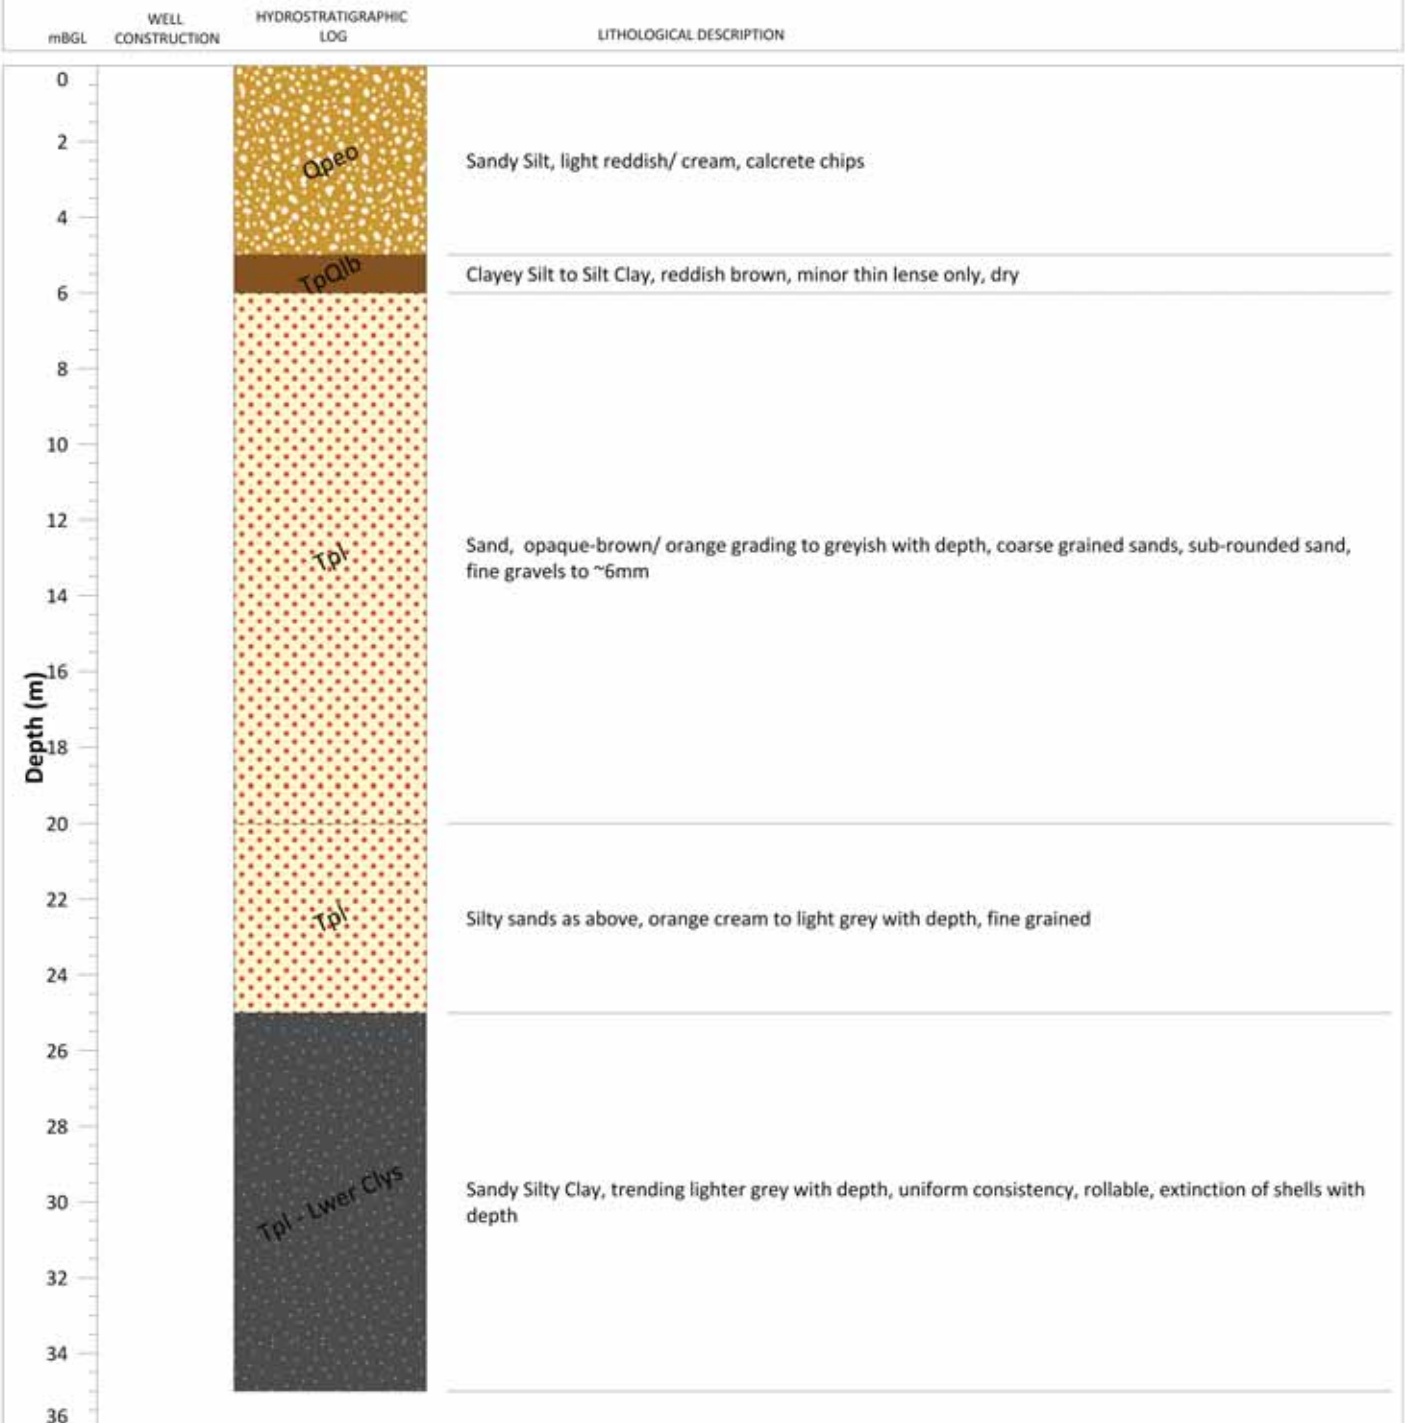 mBGL
WELL
CONSTRUCTION
HYDROSTRATIGRAPHIC
LOG
LITHOLOGICAL DESCRIPTION
Depth (m)
0
2
4
6
8
10
12
14
16
18
20
22
24
26
28
30
32
34
36
Qpeo
Sandy Silt, light reddish/ cream, calcrete chips
TpQlb
Clayey Silt to Silt Clay, reddish brown, minor thin lense only, dry
Tpl
Sand,  opaque-brown/ orange grading to greyish with depth, coarse grained sands, sub-rounded sand,
fine gravels to ~6mm
Tpl
Silty sands as above, orange cream to light grey with depth, fine grained
Tpl - Lwer Clys
Sandy Silty Clay, trending lighter grey with depth, uniform consistency, rollable, extinction of shells with
depth